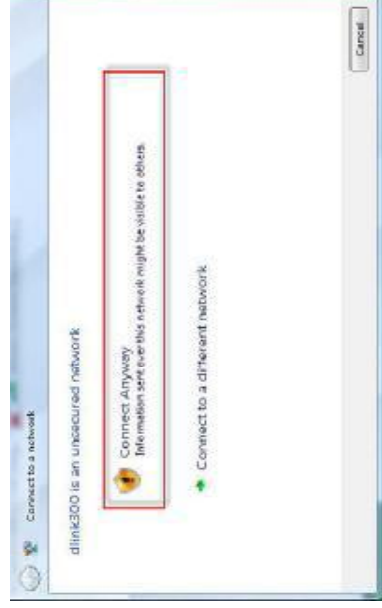 Connect to a network
dlink300 is an unsecured network
Connect Anyway
Information sent over this network might be visible to others.
Connect to a different network
Cancel